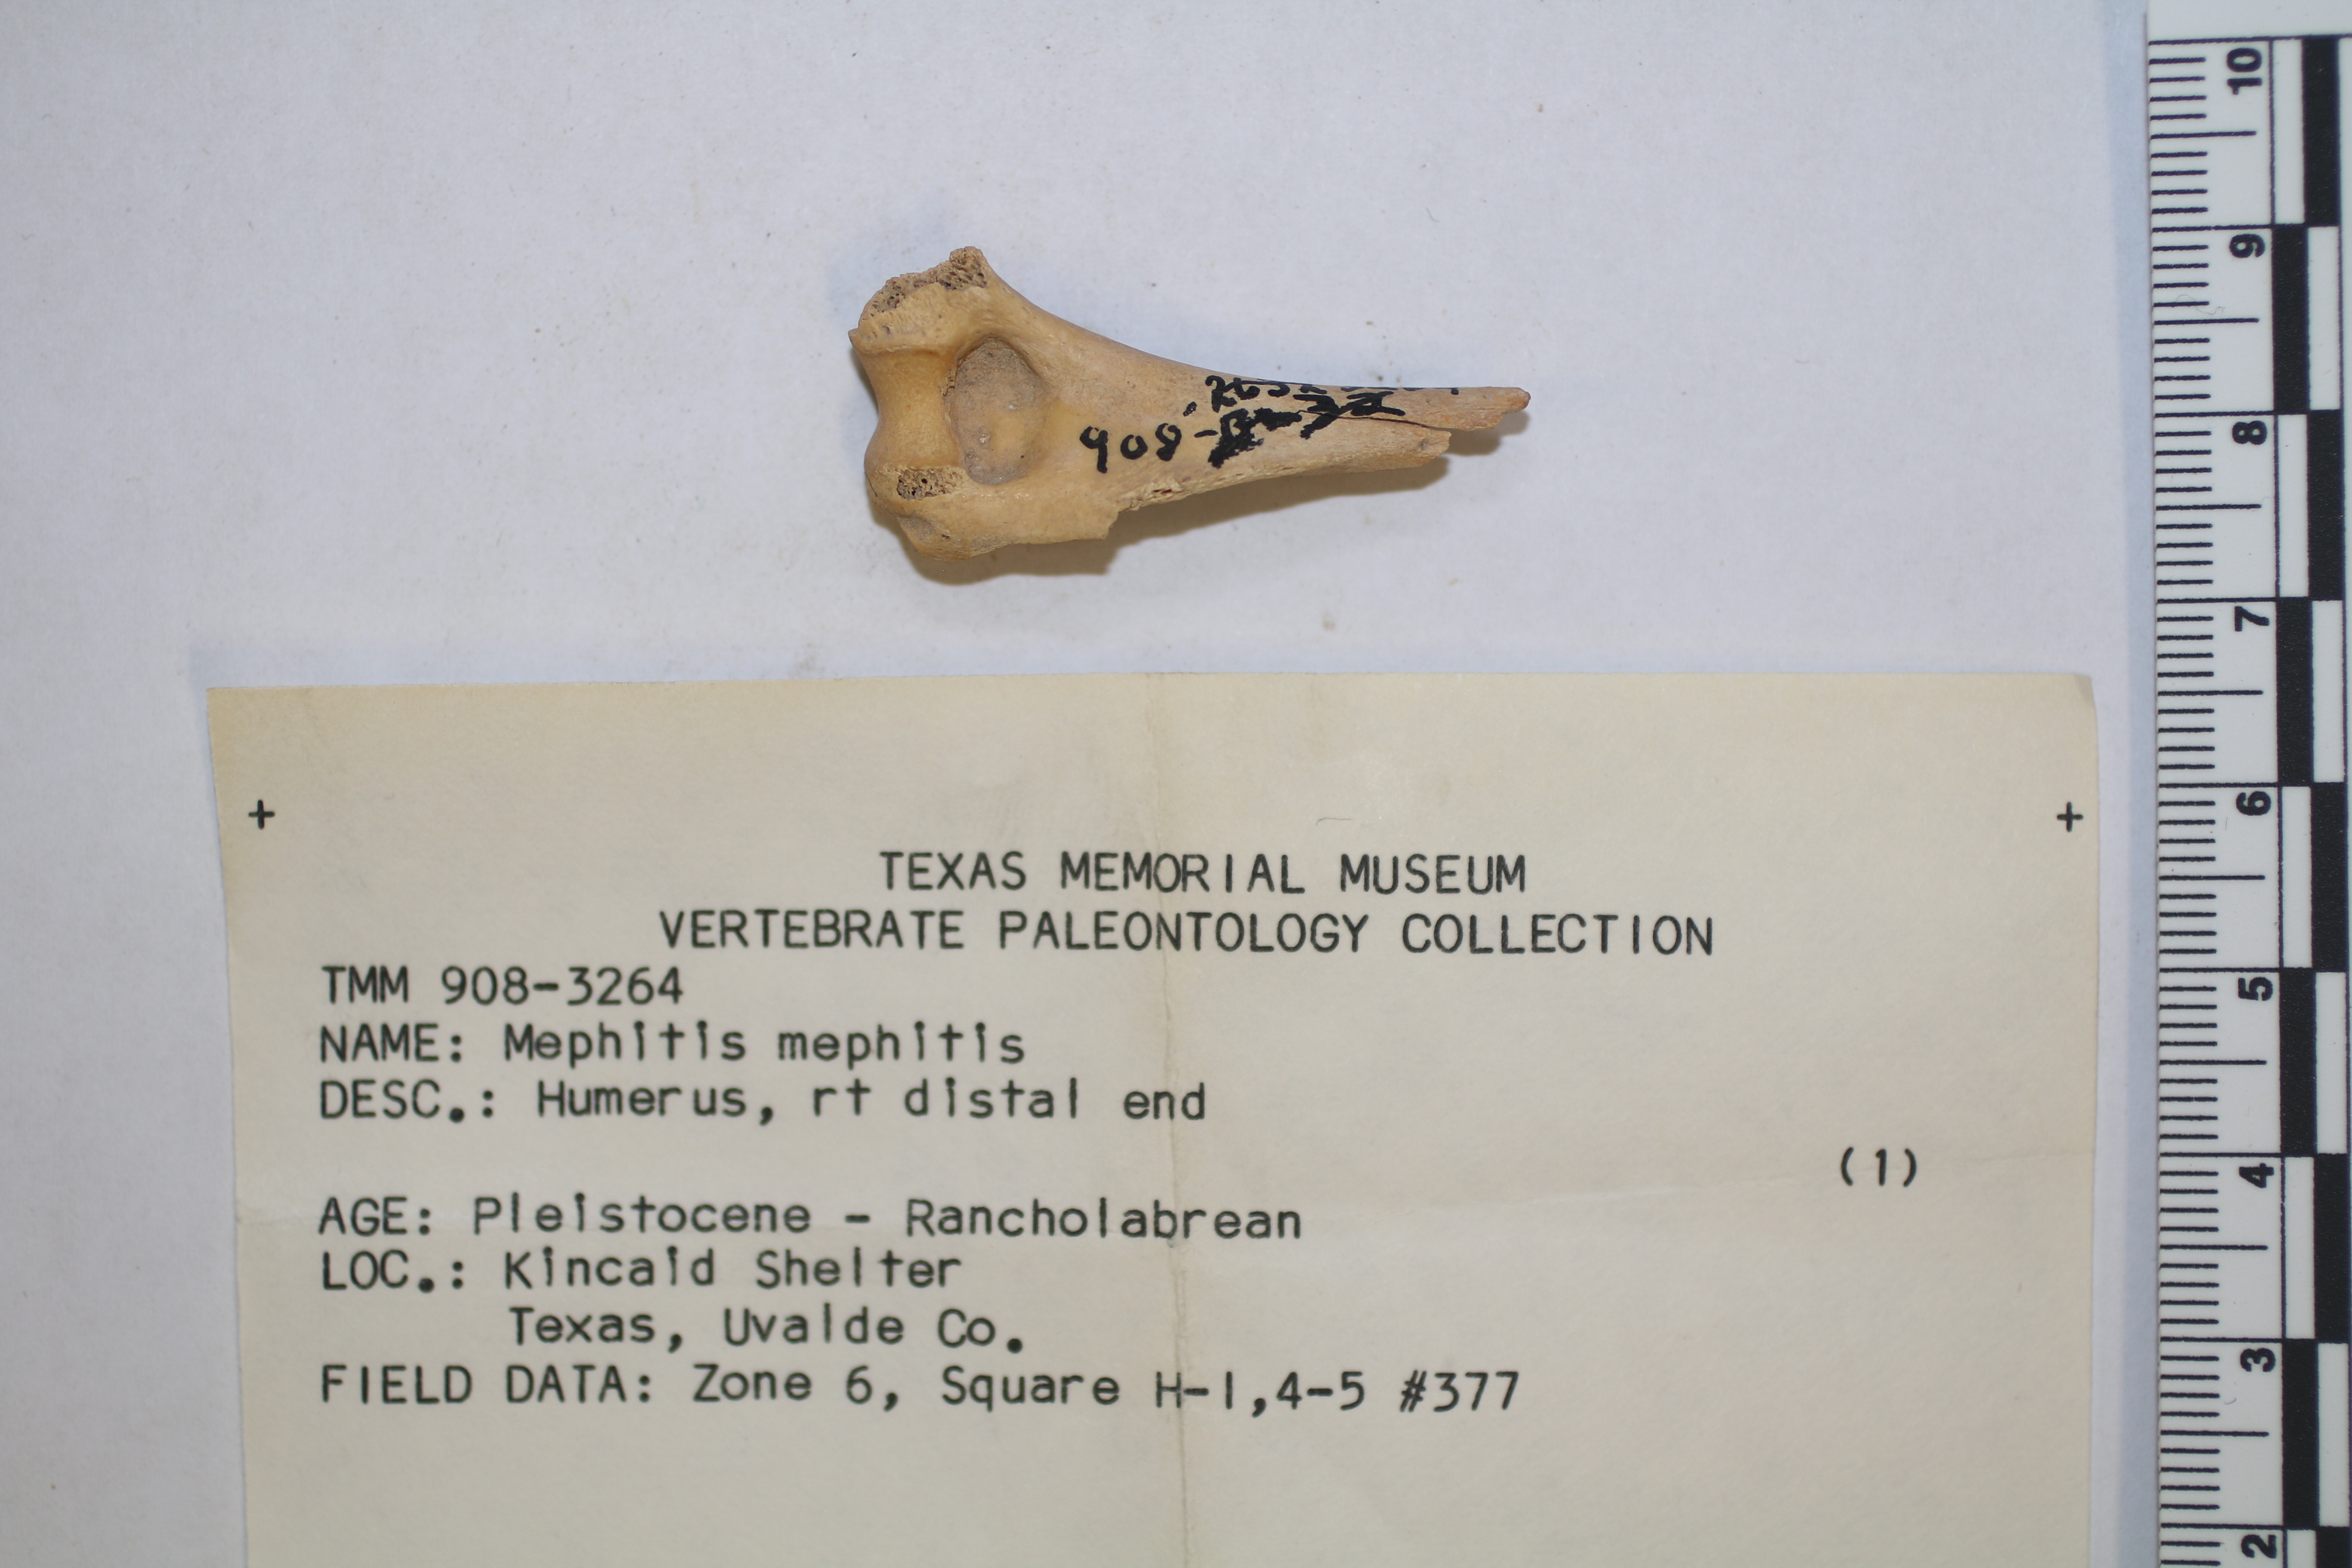 908-
TEXAS MEMORIAL MUSEUM
VERTEBRATE PALEONTOLOGY COLLECTION
TMM 908-3264
NAME: Mephitis mephitis
DESC.: Humerus, rt distal end
(1)
AGE: Pleistocene - Rancholabrean
LOC.: Kincaid Shelter
Texas, Uvalde Co.
FIELD DATA: Zone 6, Square H-1,4-5 #377
10
9
8
7
6
5
4
3
2